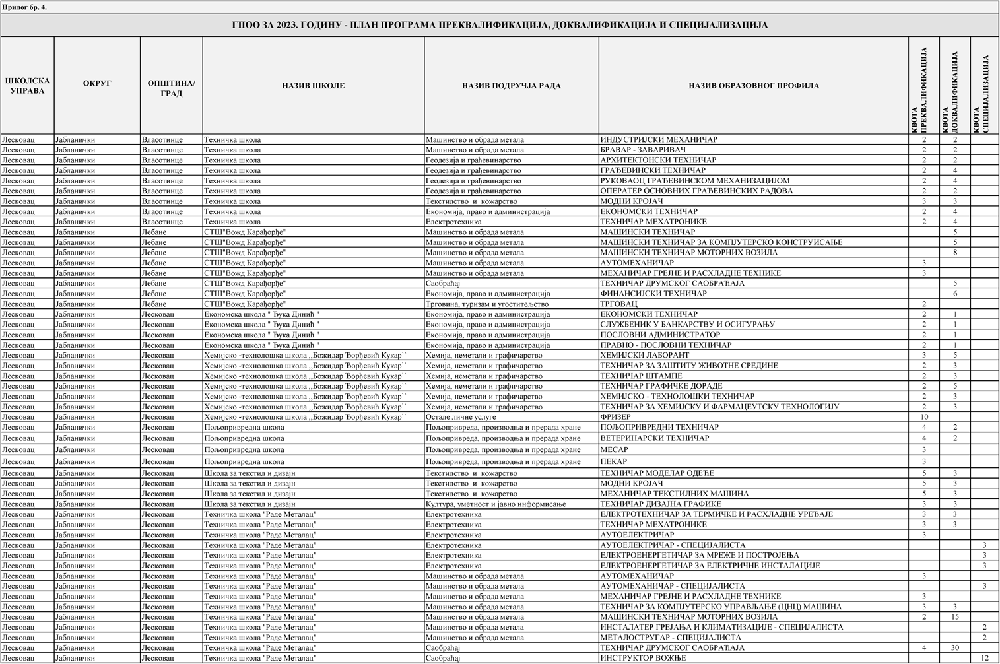 Прилог бр. 4.
ГПОО ЗА 2023. ГОДИНУ - ПЛАН ПРОГРАМА ПРЕКВАЛИФИКАЦИЈА, ДОКВАЛИФИКАЦИЈА И СПЕЦИЈАЛИЗАЦИЈА
ШКОЛСКА УПРАВА ОКРУГ ОПШТИНА/ ГРАД НАЗИВ ШКОЛЕ НАЗИВ ПОДРУЧЈА РАДА НАЗИВ ОБРАЗОВНОГ ПРОФИЛА КВОТА ПРЕКВАЛИФИКАЦИЈА КВОТА ДОКВАЛИФИКАЦИЈА КВОТА СПЕЦИЈАЛИЗАЦИЈА
Лесковац Јабланички Власотинце Техничка школа Машинство и обрада метала ИНДУСТРИЈСКИ МЕХАНИЧАР 2 2
Лесковац Јабланички Власотинце Техничка школа Машинство и обрада метала БРАВАР - ЗАВАРИВАЧ 2 2
Лесковац Јабланички Власотинце Техничка школа Геодезија и грађевинарство АРХИТЕКТОНСКИ ТЕХНИЧАР 2 2
Лесковац Јабланички Власотинце Техничка школа Геодезија и грађевинарство ГРАЂЕВИНСКИ ТЕХНИЧАР 2 4
Лесковац Јабланички Власотинце Техничка школа Геодезија и грађевинарство РУКОВАОЦ ГРАЂЕВИНСКОМ МЕХАНИЗАЦИЈОМ 2 4
Лесковац Јабланички Власотинце Техничка школа Геодезија и грађевинарство ОПЕРАТЕР ОСНОВНИХ ГРАЂЕВИНСКИХ РАДОВА 2 2
Лесковац Јабланички Власотинце Техничка школа Текстилство и кожарство МОДНИ КРОЈАЧ 3 3
Лесковац Јабланички Власотинце Техничка школа Економија, право и администрација ЕКОНОМСКИ ТЕХНИЧАР 2 4
Лесковац Јабланички Власотинце Техничка школа Електротехника ТЕХНИЧАР МЕХАТРОНИКЕ 2 4
Лесковац Јабланички Лебане СТШ"Вожд Карађорђе" Машинство и обрада метала МАШИНСКИ ТЕХНИЧАР 5
Лесковац Јабланички Лебане СТШ"Вожд Карађорђе" Машинство и обрада метала МАШИНСКИ ТЕХНИЧАР ЗА КОМПЈУТЕРСКО КОНСТРУИСАЊЕ 5
Лесковац Јабланички Лебане СТШ"Вожд Карађорђе" Машинство и обрада метала МАШИНСКИ ТЕХНИЧАР МОТОРНИХ ВОЗИЛА 8
Лесковац Јабланички Лебане СТШ"Вожд Карађорђе" Машинство и обрада метала АУТОМЕХАНИЧАР 3
Лесковац Јабланички Лебане СТШ"Вожд Карађорђе" Машинство и обрада метала МЕХАНИЧАР ГРЕЈНЕ И РАСХЛАДНЕ ТЕХНИКЕ 3
Лесковац Јабланички Лебане СТШ"Вожд Карађорђе" Саобраћај ТЕХНИЧАР ДРУМСКОГ САОБРАЋАЈА 5
Лесковац Јабланички Лебане СТШ"Вожд Карађорђе" Економија, право и администрација ФИНАНСИЈСКИ ТЕХНИЧАР 6
Лесковац Јабланички Лебане СТШ"Вожд Карађорђе" Трговина, туризам и угоститељство ТРГОВАЦ 2
Лесковац Јабланички Лесковац Економска школа " Ђука Динић " Економија, право и администрација ЕКОНОМСКИ ТЕХНИЧАР 2 1
Лесковац Јабланички Лесковац Економска школа " Ђука Динић " Економија, право и администрација СЛУЖБЕНИК У БАНКАРСТВУ И ОСИГУРАЊУ 2 1
Лесковац Јабланички Лесковац Економска школа " Ђука Динић " Економија, право и администрација ПОСЛОВНИ АДМИНИСТРАТОР 2 1
Лесковац Јабланички Лесковац Економска школа " Ђука Динић " Економија, право и администрација ПРАВНО - ПОСЛОВНИ ТЕХНИЧАР 2 1
Лесковац Јабланички Лесковац Хемијско -технолошка школа ,,Божидар Ђорђевић Кукар`` Хемија, неметали и графичарство ХЕМИЈСКИ ЛАБОРАНТ 3 5
Лесковац Јабланички Лесковац Хемијско -технолошка школа ,,Божидар Ђорђевић Кукар`` Хемија, неметали и графичарство ТЕХНИЧАР ЗА ЗАШТИТУ ЖИВОТНЕ СРЕДИНЕ 2 3
Лесковац Јабланички Лесковац Хемијско -технолошка школа ,,Божидар Ђорђевић Кукар`` Хемија, неметали и графичарство ТЕХНИЧАР ШТАМПЕ 2 3
Лесковац Јабланички Лесковац Хемијско -технолошка школа ,,Божидар Ђорђевић Кукар`` Хемија, неметали и графичарство ТЕХНИЧАР ГРАФИЧКЕ ДОРАДЕ 2 5
Лесковац Јабланички Лесковац Хемијско -технолошка школа ,,Божидар Ђорђевић Кукар`` Хемија, неметали и графичарство ХЕМИЈСКО - ТЕХНОЛОШКИ ТЕХНИЧАР 2 3
Лесковац Јабланички Лесковац Хемијско -технолошка школа ,,Божидар Ђорђевић Кукар`` Хемија, неметали и графичарство ТЕХНИЧАР ЗА ХЕМИЈСКУ И ФАРМАЦЕУТСКУ ТЕХНОЛОГИЈУ 2 3
Лесковац Јабланички Лесковац Хемијско -технолошка школа ,,Божидар Ђорђевић Кукар`` Остале личне услуге ФРИЗЕР 10
Лесковац Јабланички Лесковац Пољопривредна школа Пољопривреда, производња и прерада хране ПОЉОПРИВРЕДНИ ТЕХНИЧАР 4 2
Лесковац Јабланички Лесковац Пољопривредна школа Пољопривреда, производња и прерада хране ВЕТЕРИНАРСКИ ТЕХНИЧАР 4 2
Лесковац Јабланички Лесковац Пољопривредна школа Пољопривреда, производња и прерада хране МЕСАР 3
Лесковац Јабланички Лесковац Пољопривредна школа Пољопривреда, производња и прерада хране ПЕКАР 3
Лесковац Јабланички Лесковац Школа за текстил и дизајн Текстилство и кожарство ТЕХНИЧАР МОДЕЛАР ОДЕЋЕ 5 3
Лесковац Јабланички Лесковац Школа за текстил и дизајн Текстилство и кожарство МОДНИ КРОЈАЧ 5 3
Лесковац Јабланички Лесковац Школа за текстил и дизајн Текстилство и кожарство МЕХАНИЧАР ТЕКСТИЛНИХ МАШИНА 5 3
Лесковац Јабланички Лесковац Школа за текстил и дизајн Култура, уметност и јавно информисање ТЕХНИЧАР ДИЗАЈНА ГРАФИКЕ 3 3
Лесковац Јабланички Лесковац Техничка школа "Раде Металац" Електротехника ЕЛЕКТРОТЕХНИЧАР ЗА ТЕРМИЧКЕ И РАСХЛАДНЕ УРЕЂАЈЕ 3 3
Лесковац Јабланички Лесковац Техничка школа "Раде Металац" Електротехника ТЕХНИЧАР МЕХАТРОНИКЕ 3 3
Лесковац Јабланички Лесковац Техничка школа "Раде Металац" Електротехника АУТОЕЛЕКТРИЧАР 3
Лесковац Јабланички Лесковац Техничка школа "Раде Металац" Електротехника АУТОЕЛЕКТРИЧАР - СПЕЦИЈАЛИСТА 3
Лесковац Јабланички Лесковац Техничка школа "Раде Металац" Електротехника ЕЛЕКТРОЕНЕРГЕТИЧАР ЗА МРЕЖЕ И ПОСТРОЈЕЊА 3
Лесковац Јабланички Лесковац Техничка школа "Раде Металац" Електротехника ЕЛЕКТРОЕНЕРГЕТИЧАР ЗА ЕЛЕКТРИЧНЕ ИНСТАЛАЦИЈЕ 3
Лесковац Јабланички Лесковац Техничка школа "Раде Металац" Машинство и обрада метала АУТОМЕХАНИЧАР 3
Лесковац Јабланички Лесковац Техничка школа "Раде Металац" Машинство и обрада метала АУТОМЕХАНИЧАР - СПЕЦИЈАЛИСТА 3
Лесковац Јабланички Лесковац Техничка школа "Раде Металац" Машинство и обрада метала МЕХАНИЧАР ГРЕЈНЕ И РАСХЛАДНЕ ТЕХНИКЕ 3
Лесковац Јабланички Лесковац Техничка школа "Раде Металац" Машинство и обрада метала ТЕХНИЧАР ЗА КОМПЈУТЕРСКО УПРАВЉАЊЕ (ЦНЦ) МАШИНА 3 3
Лесковац Јабланички Лесковац Техничка школа "Раде Металац" Машинство и обрада метала МАШИНСКИ ТЕХНИЧАР МОТОРНИХ ВОЗИЛА 2 15
Лесковац Јабланички Лесковац Техничка школа "Раде Металац" Машинство и обрада метала ИНСТАЛАТЕР ГРЕЈАЊА И КЛИМАТИЗАЦИЈЕ - СПЕЦИЈАЛИСТА 2
Лесковац Јабланички Лесковац Техничка школа "Раде Металац" Машинство и обрада метала МЕТАЛОСТРУГАР - СПЕЦИЈАЛИСТА 2
Лесковац Јабланички Лесковац Техничка школа "Раде Металац" Саобраћај ТЕХНИЧАР ДРУМСКОГ САОБРАЋАЈА 4 30
Лесковац Јабланички Лесковац Техничка школа "Раде Металац" Саобраћај ИНСТРУКТОР ВОЖЊЕ 12